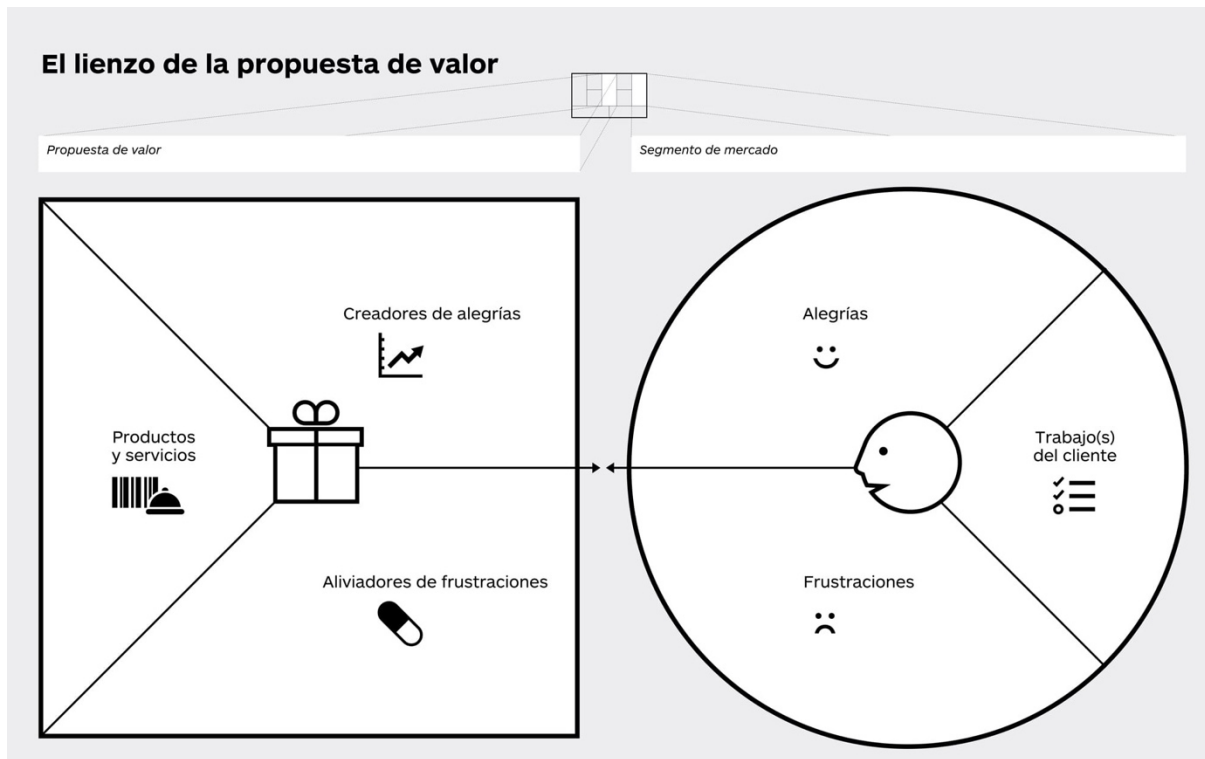 El lienzo de la propuesta de valor
Propuesta de valor
Segmento de mercado
Creadores de alegrías
Productos
y servicios
Aliviadores de frustraciones
Alegrías
Trabajo(s)
del cliente
Frustraciones